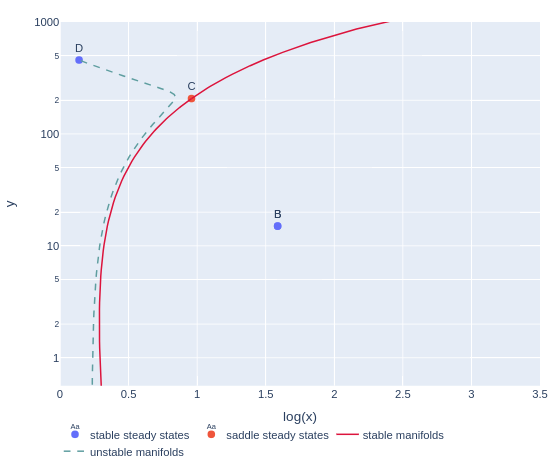 1000
D
5
C
2
100
5
y
B
2
10
5
2
1
0 0.5 1 1.5 2 2.5 3 3.5
log(x)
Aa Aa
stable steady states saddle steady states stable manifolds
unstable manifolds